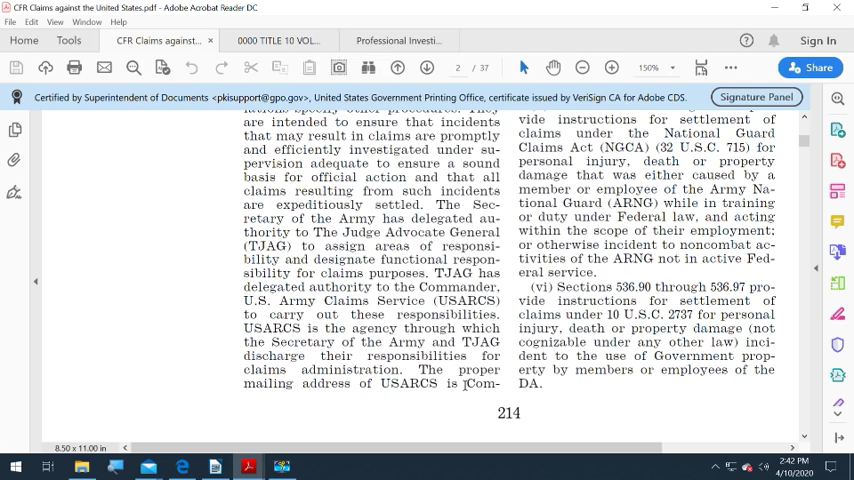 CFR Claims against the United States.pdf - Adobe Acrobat Reader DC
File Edit View Window Help
Home Tools CFR Claims against... × 0000 TITLE 10 VOL... Professional Investi... Sign In
2 / 37 150% Share
Certified by Superintendent of Documents <pkisupport@gpo.gov>, United States Government Printing Office, certificate issued by VeriSign CA for Adobe CDS. Signature Panel
lations specify other procedures. They
are intended to ensure that incidents
that may result in claims are promptly
and efficiently investigated under su-
pervision adequate to ensure a sound
basis for official action and that all
claims resulting from such incidents
are expeditiously settled. The Sec-
retary of the Army has delegated au-
thority to The Judge Advocate General
(TJAG) to assign areas of responsi-
bility and designate functional respon-
sibility for claims purposes. TJAG has
delegated authority to the Commander,
U.S. Army Claims Service (USARCS)
to carry out these responsibilities.
USARCS is the agency through which
the Secretary of the Army and TJAG
discharge their responsibilities for
claims administration. The proper
mailing address of USARCS is Com-
vide instructions for settlement of
claims under the National Guard
Claims Act (NGCA) (32 U.S.C. 715) for
personal injury, death or property
damage that was either caused by a
member or employee of the Army Na-
tional Guard (ARNG) while in training
or duty under Federal law, and acting
within the scope of their employment;
or otherwise incident to noncombat ac-
tivities of the ARNG not in active Fed-
eral service.
(vi) Sections 536.90 through 536.97 pro-
vide instructions for settlement of
claims under 10 U.S.C. 2737 for personal
injury, death or property damage (not
cognizable under any other law) inci-
dent to the use of Government prop-
erty by members or employees of the
DA.
214
8.50 x 11.00 in
2:42 PM
4/10/2020